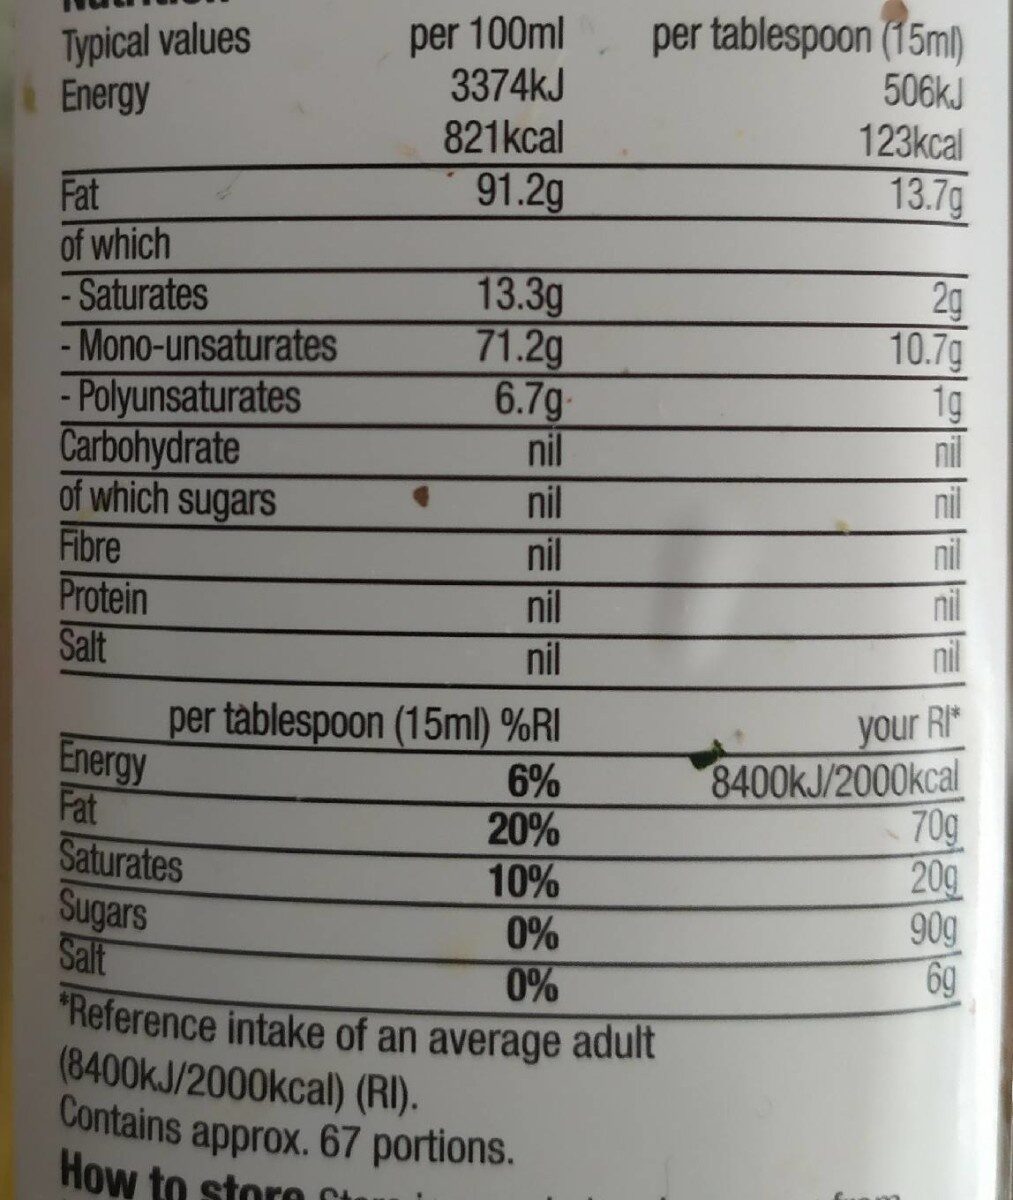 Typical values per 100ml per tablespoon (15ml)
Energy 3374kJ 506kJ
821kcal 123kcal
Fat 91.2g 13.7g
of which
- Saturates 13.3g 2g
- Mono-unsaturates 71.2g 10.7g
- Polyunsaturates 6.7g 1g
Carbohydrate nil nil
of which sugars nil nil
Fibre nil nil
Protein nil nil
Salt nil nil
per tablespoon (15ml) %RI your RI*
Energy 6% 8400kJ/2000kcal
Fat 20% 70g
Saturates 10% 20g
Sugars 0% 90g
Salt 0% 6g
*Reference intake of an average adult
(8400kJ/2000kcal) (RI).
Contains approx. 67 portions.
How to store